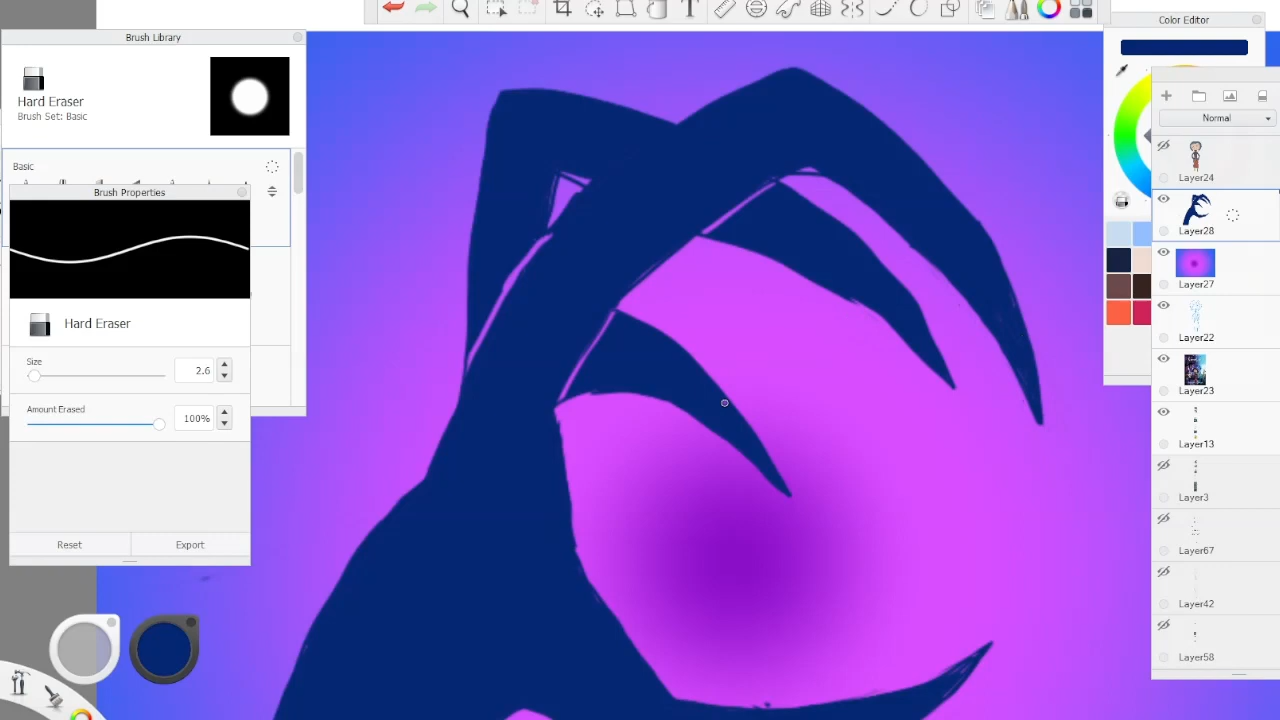 Brush Library
Hard Eraser
Brush Set: Basic
Basic
Brush Properties
Hard Eraser
Size
2.6
Amount Erased
100%
Reset
Export
T
Color Editor
Normal
Layer24
Layer28
Layer27
Layer22
Layer23
Layer13
Layer3
Layer67
Layer42
Layer58